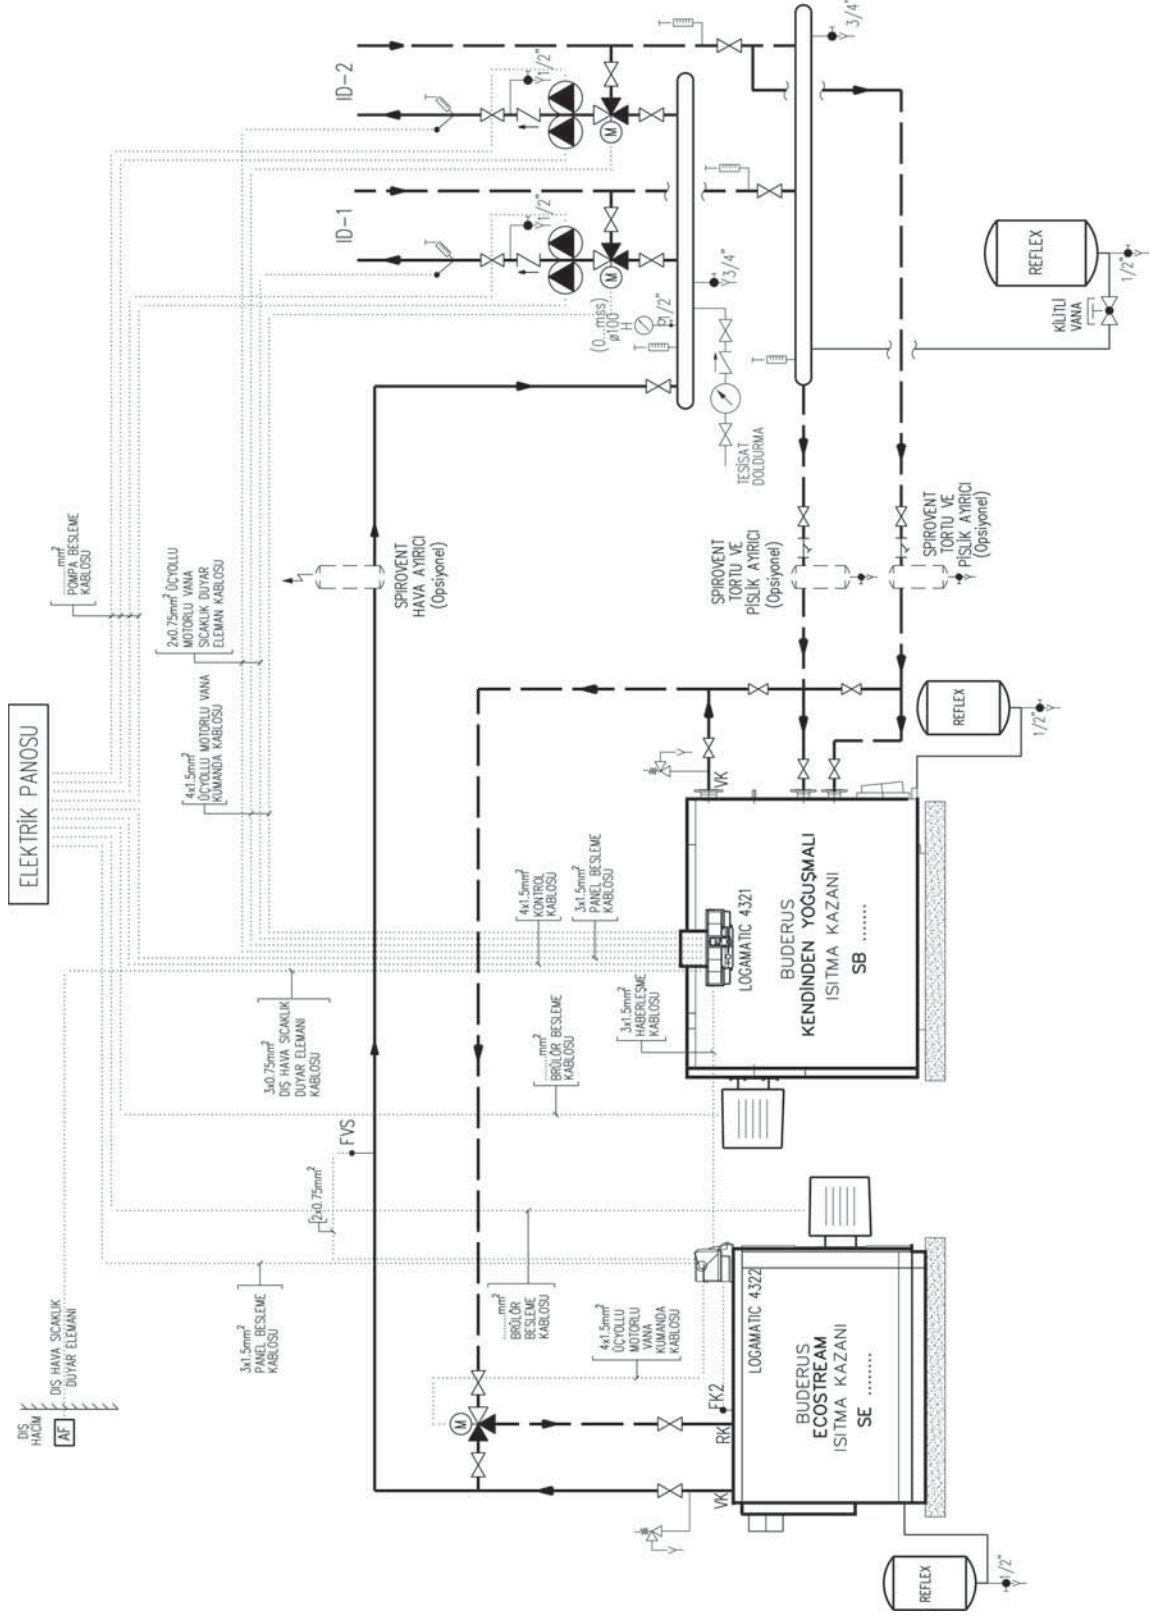 ELEKTRİK PANOSU
DIŞ
HACİM
AF
DIŞ HAVA SICAKLIK
DUYAR ELEMANI
3x1.5mm²
PANEL BESLEME
KABLOSU
[2x0.75mm²
FVS
3x0.75mm²
DIŞ HAVA SICAKLIK
DUYAR ELEMANI
KABLOSU
4x1.5mm²
ÜÇYOLLU MOTORLU VANA
KUMANDA KABLOSU
2x0.75mm² ÜÇYOLLU
MOTORLU VANA
SICAKLIK DUYAR
ELEMAN KABLOSU
......mm²
POMPA BESLEME
KABLOSU
ID-1
ID-2
1/2"
1/2"
M
M
(0...mss)
ø100
H
1/2"
3/4"
3/4"
T
T
T
T
TESİSAT
DOLDURMA
SPIROVENT
HAVA AYIRICI
(Opsiyonel)
SPIROVENT
TORTU VE
PİSLİK AYIRICI
(Opsiyonel)
SPIROVENT
TORTU VE
PİSLİK AYIRICI
(Opsiyonel)
KİLİTLİ
VANA
REFLEX
1/2"
......mm²
BRÜLÖR
BESLEME
KABLOSU
4x1.5mm²
ÜÇYOLLU
MOTORLU
VANA
KUMANDA
KABLOSU
......mm²
BRÜLÖR BESLEME
KABLOSU
3x1.5mm²
HABERLEŞME
KABLOSU
4x1.5mm²
KONTROL
KABLOSU
3x1.5mm²
PANEL BESLEME
KABLOSU
M
VK
RK
FK2
LOGAMATIC 4322
BUDERUS
ECOSTREAM
ISITMA KAZANI
SE ........
REFLEX
1/2"
VK
LOGAMATIC 4321
BUDERUS
KENDİNDEN YOĞUŞMALI
ISITMA KAZANI
SB ......
REFLEX
1/2"